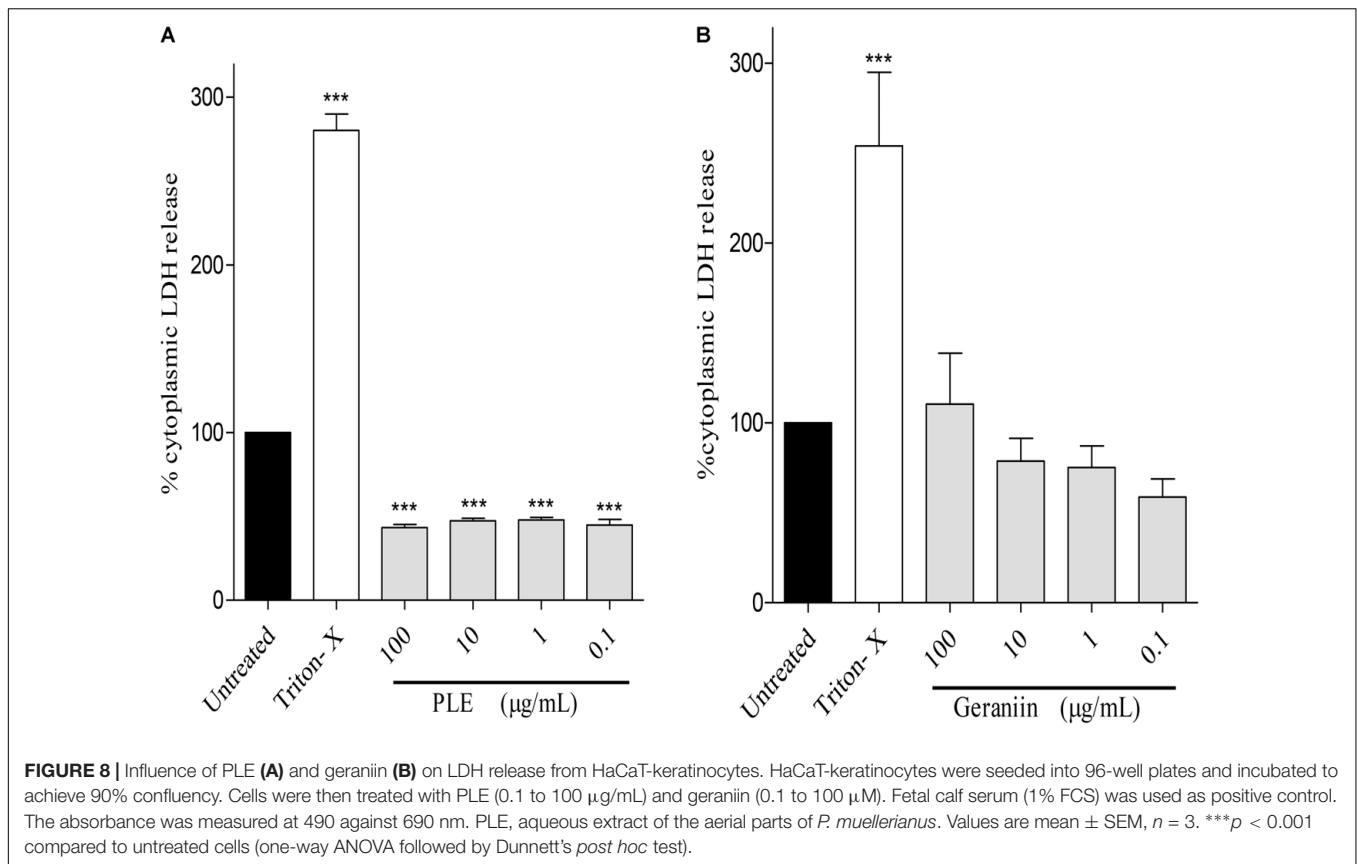 A
% cytoplasmic LDH release
300
200
100
0
***
***
***
***
***
Untreated
Triton- X
100
10
1
0.1
PLE (µg/mL)
B
%cytoplasmic LDH release
300
200
100
0
***
Untreated
Triton- X
100
10
1
0.1
Geraniin (µg/mL)
FIGURE 8 | Influence of PLE (A) and geraniin (B) on LDH release from HaCaT-keratinocytes. HaCaT-keratinocytes were seeded into 96-well plates and incubated to
achieve 90% confluency. Cells were then treated with PLE (0.1 to 100 µg/mL) and geraniin (0.1 to 100 µM). Fetal calf serum (1% FCS) was used as positive control.
The absorbance was measured at 490 against 690 nm. PLE, aqueous extract of the aerial parts of P. muellerianus. Values are mean ± SEM, n = 3. ***p < 0.001
compared to untreated cells (one-way ANOVA followed by Dunnett's post hoc test).